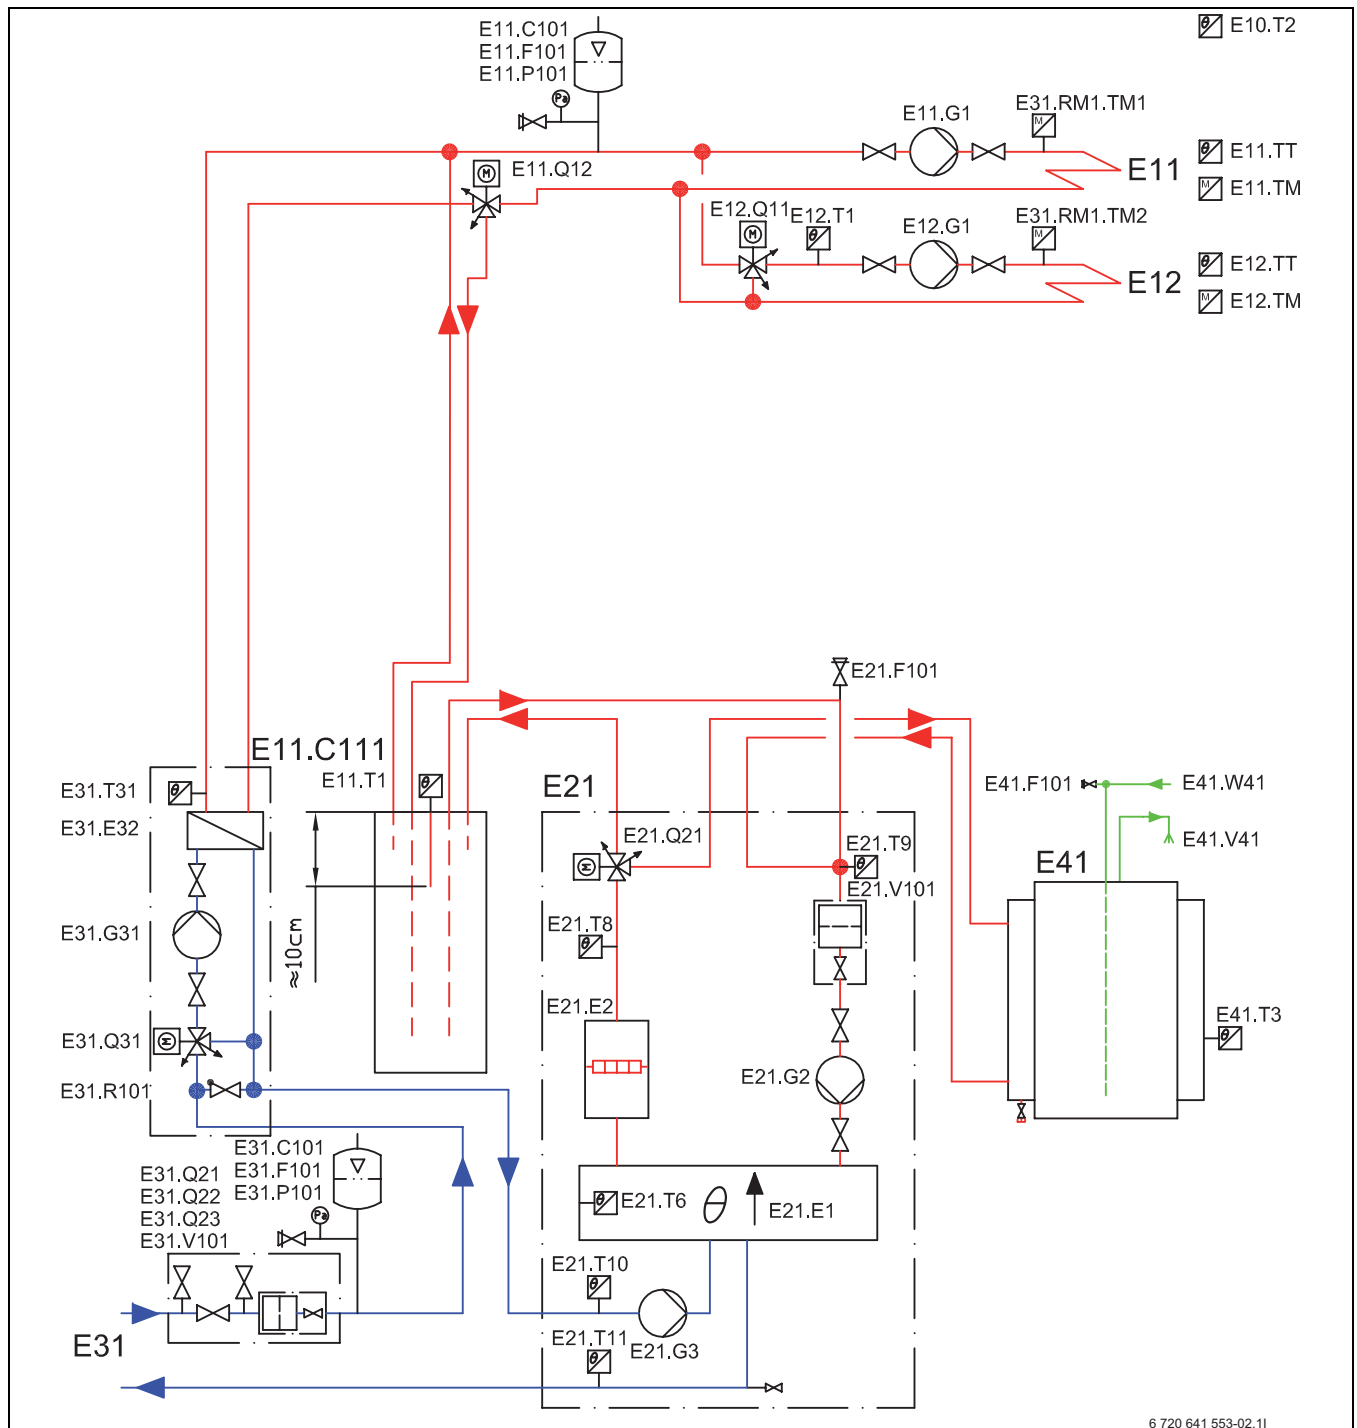 E11.C101
E11.F101
E11.P101
E10.T2
Pa
E11.G1
E31.RM1.TM1
M
E11.Q12
M
E11
θ E11.TT
M E11.TM
E12.Q11
M
E12.T1
θ
E12.G1
E31.RM1.TM2
M
E12
θ E12.TT
M E12.TM
E21.F101
E11.C111
E11.T1
θ
E31.T31
θ
E31.E32
E21
E41.F101
E41.W41
E41.V41
E21.Q21
M
E21.T9
θ
E21.V101
E41
E31.G31
≈10cm
E21.T8
θ
E21.E2
E41.T3
θ
E31.Q31
M
E31.R101
E21.G2
E31.C101
E31.F101
E31.P101
Pa
E31.Q21
E31.Q22
E31.Q23
E31.V101
θ E21.T6
θ
E21.E1
E21.T10
θ
E31
E21.T11
θ
E21.G3
6 720 641 553-02.1I